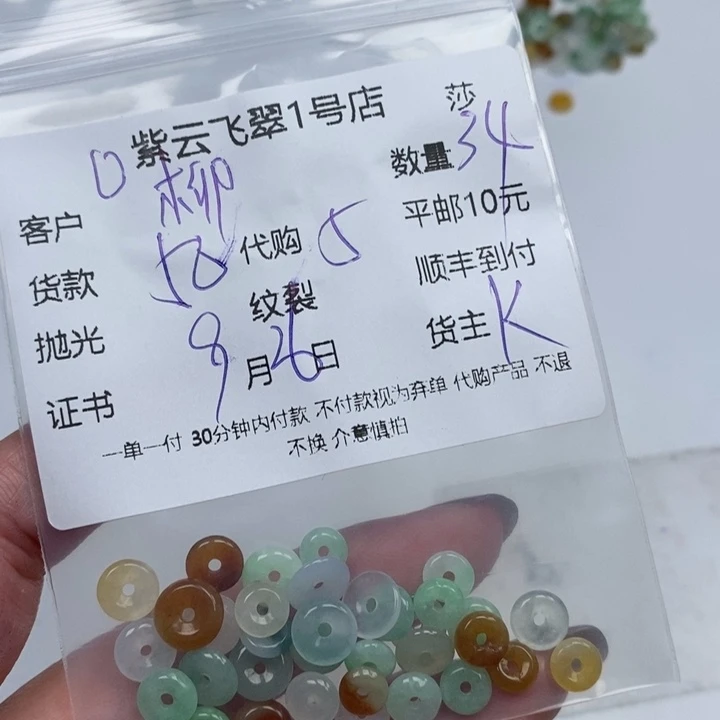 紫云飞翠1号店
莎
D 柳
数量 34
客户
平邮10元
货款 50 代购 5
顺丰到付
抛光 纹裂
货主 K
证书 9月26日
一单一付 30分钟内付款 不付款视为弃单 代购产品 不退
不换 介意慎拍